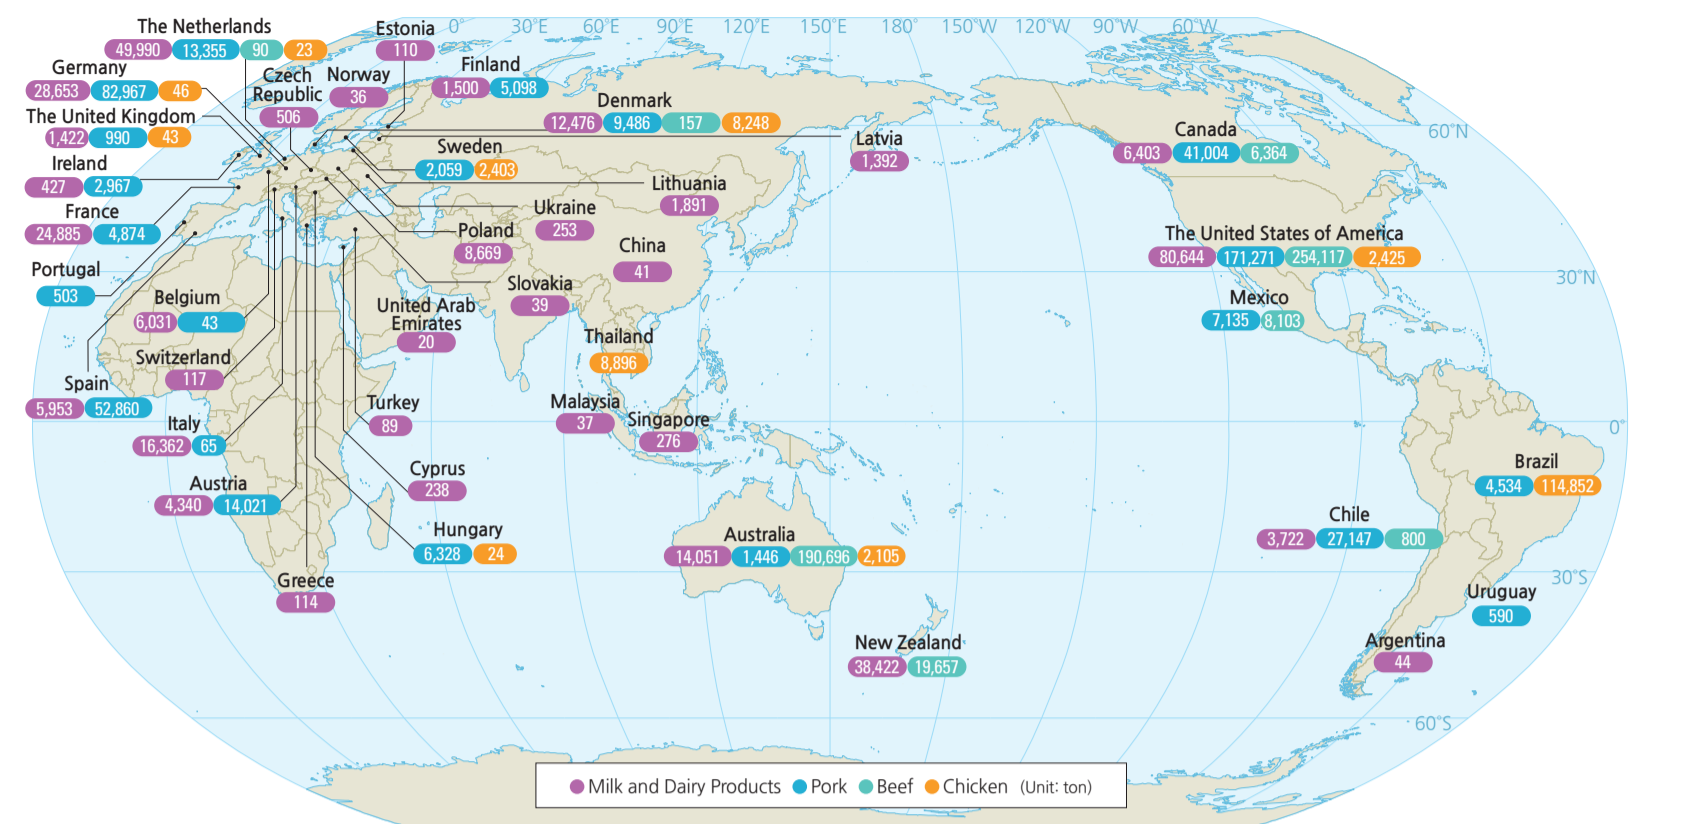 0° 30°E 60°E 90°E 120°E 150°E 180° 150°W 120°W 90°W 60°W
The Netherlands
49,990 13,355 90 23
Estonia
110
Germany
28,653 82,967 46
Czech
Republic
506
Norway
36
Finland
1,500 5,098
The United Kingdom
1,422 990 43
Denmark
12,476 9,486 157 8,248
Latvia
1,392
Canada
6,403 41,004 6,364
60°N
Ireland
427 2,967
Sweden
2,059 2,403
Lithuania
1,891
France
24,885 4,874
Ukraine
253
Poland
8,669
China
41
The United States of America
80,644 171,271 254,117 2,425
30°N
Portugal
503
Slovakia
39
Belgium
6,031 43
United Arab
Emirates
20
Mexico
7,135 8,103
Thailand
8,896
Switzerland
117
Spain
5,953 52,860
Turkey
89
Malaysia
37
Singapore
276
0°
Italy
16,362 65
Cyprus
238
Brazil
4,534 114,852
Austria
4,340 14,021
Hungary
6,328 24
Australia
14,051 1,446 190,696 2,105
Chile
3,722 27,147 800
30°S
Greece
114
Uruguay
590
New Zealand
38,422 19,657
Argentina
44
60°S
Milk and Dairy Products Pork Beef Chicken (Unit: ton)